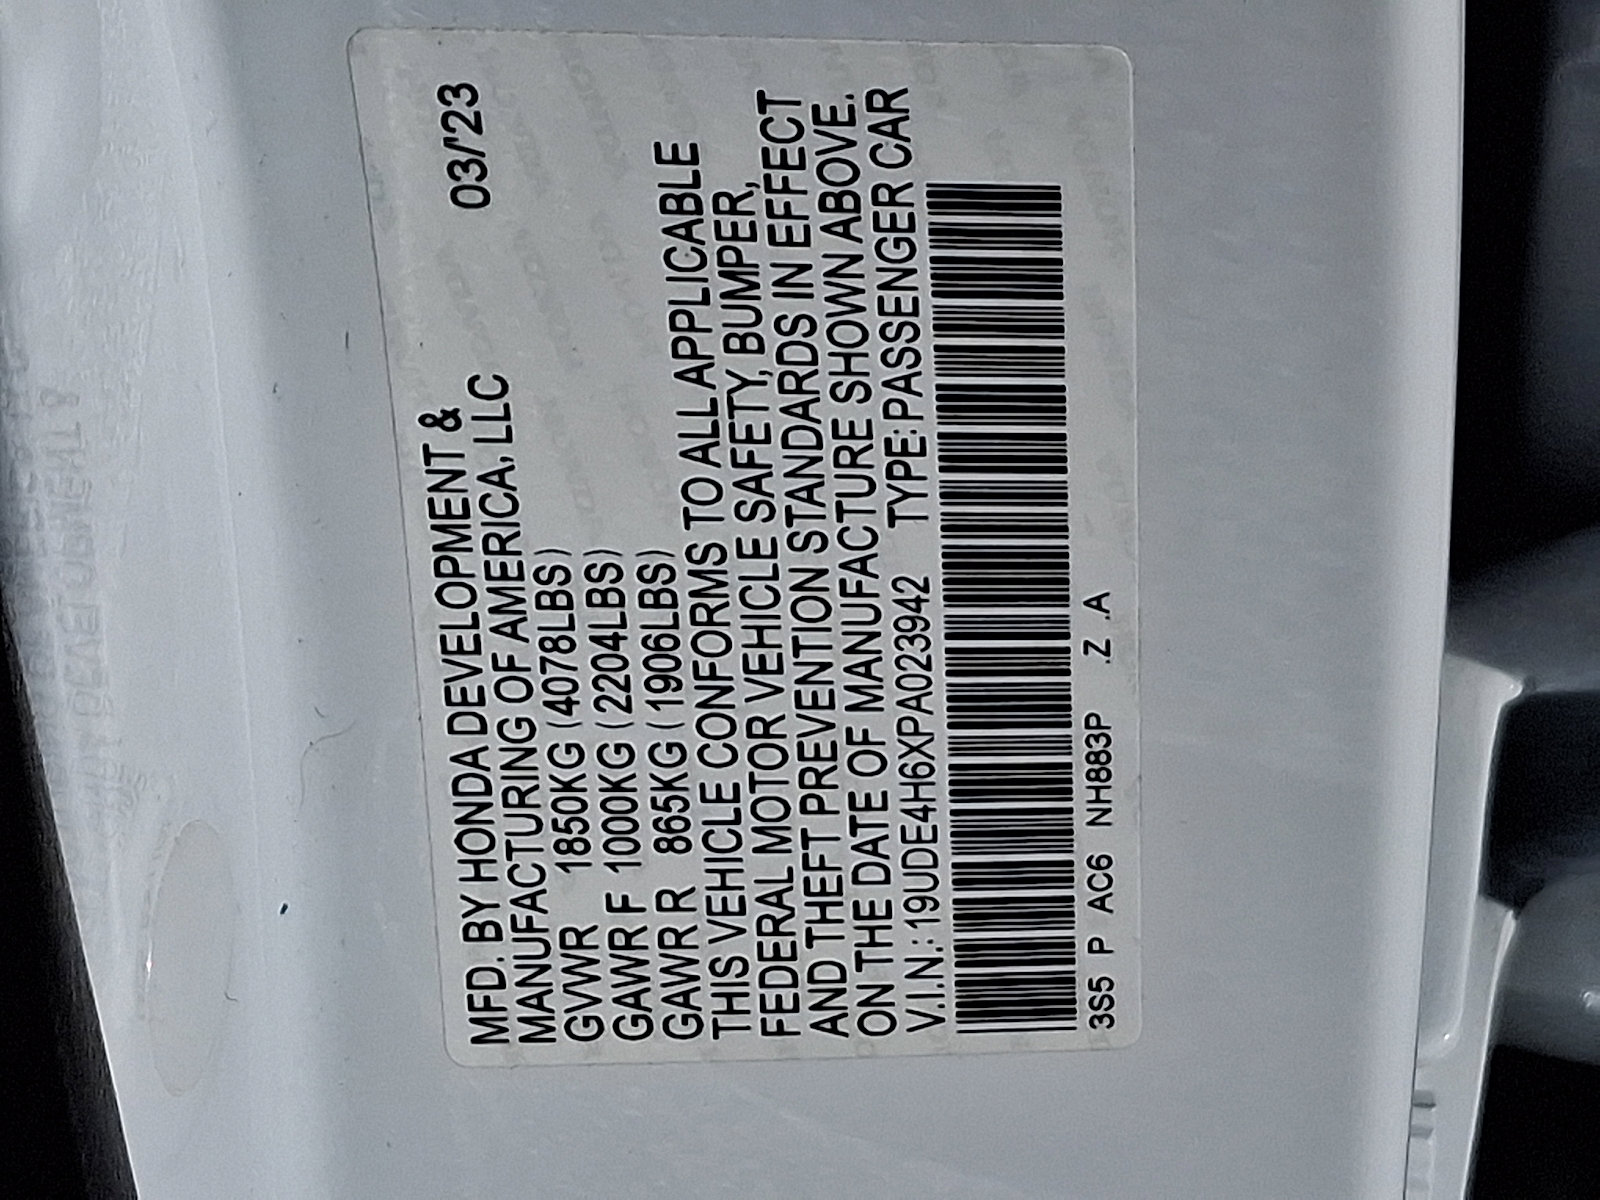 MFD. BY HONDA DEVELOPMENT & 03/'23
MANUFACTURING OF AMERICA, LLC
GVWR 1850KG (4078LBS)
GAWR F 1000KG (2204LBS)
GAWR R 865KG (1906LBS)
THIS VEHICLE CONFORMS TO ALL APPLICABLE
FEDERAL MOTOR VEHICLE SAFETY, BUMPER,
AND THEFT PREVENTION STANDARDS IN EFFECT
ON THE DATE OF MANUFACTURE SHOWN ABOVE.
V.I.N.: 19UDE4H6XPA023942 TYPE: PASSENGER CAR
3S5 P AC6 NH883P .Z .A